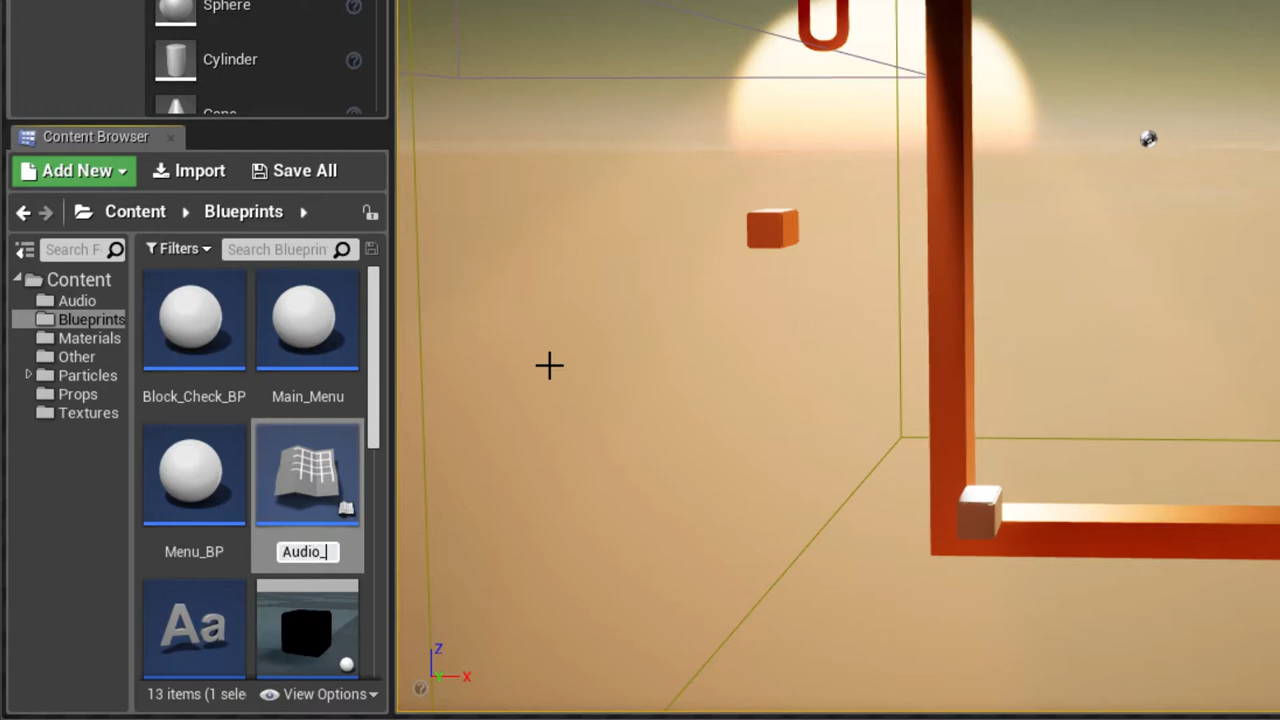 Sphere
Cylinder
Cone
Content Browser
Add New
Import
Save All
Content
Blueprints
Search F
Filters
Search Blueprin
Content
Audio
Blueprints
Materials
Other
Particles
Props
Textures
Block_Check_BP
Main_Menu
Menu_BP
Audio_
Aa
13 items (1 sele
View Options
Z
Y
X